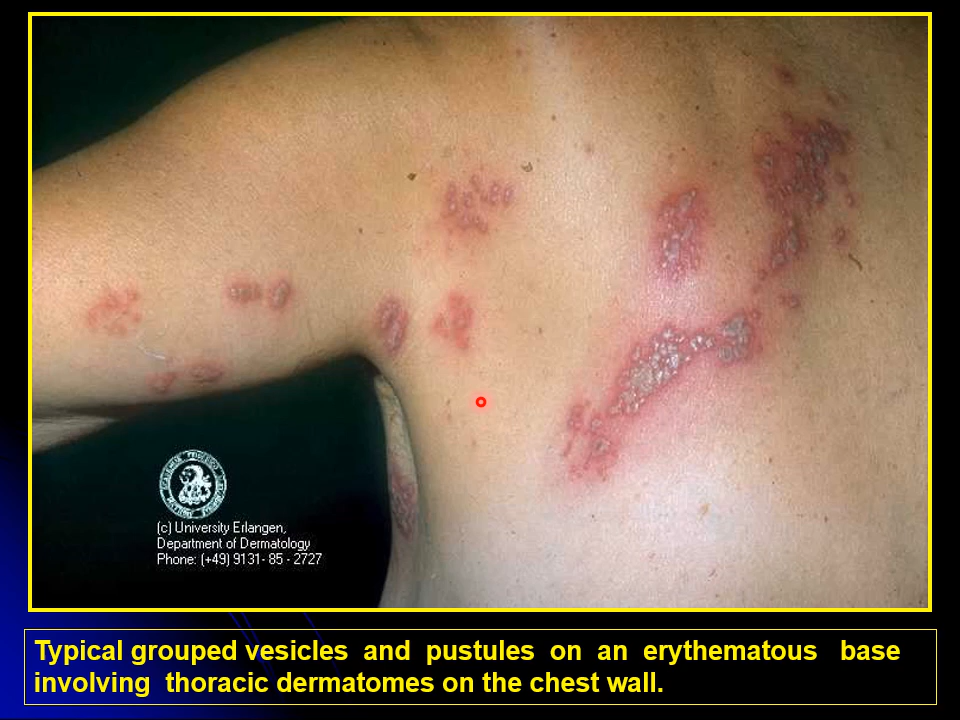 (c) University Erlangen,
Department of Dermatology
Phone: (+49) 9131- 85 - 2727
Typical grouped vesicles and pustules on an erythematous base
involving thoracic dermatomes on the chest wall.